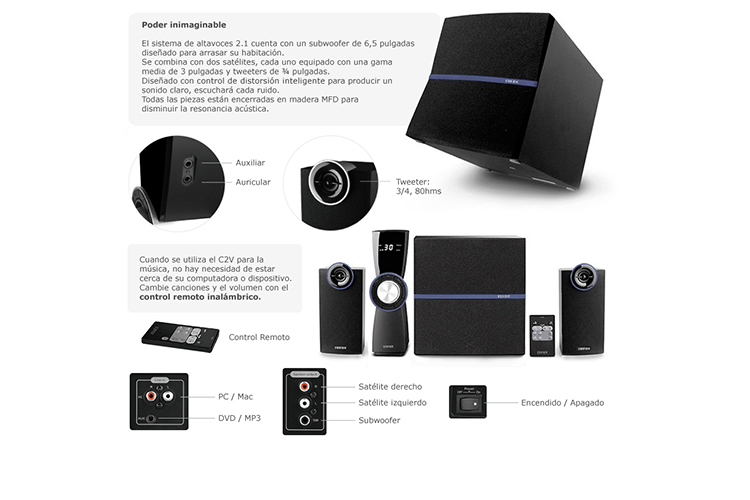 Poder inimaginable
El sistema de altavoces 2.1 cuenta con un subwoofer de 6,5 pulgadas
diseñado para arrasar su habitación.
Se combina con dos satélites, cada uno equipado con una gama
media de 3 pulgadas y tweeters de ¾ pulgadas.
Diseñado con control de distorsión inteligente para producir un
sonido claro, escuchará cada ruido.
Todas las piezas están encerradas en madera MFD para
disminuir la resonancia acústica.
Auxiliar
Auricular
Tweeter:
3/4, 80hms
Cuando se utiliza el C2V para la
música, no hay necesidad de estar
cerca de su computadora o dispositivo.
Cambie canciones y el volumen con el
control remoto inalámbrico.
30
Control Remoto
PC / Mac
DVD / MP3
Satélite derecho
Satélite izquierdo
Subwoofer
Encendido / Apagado